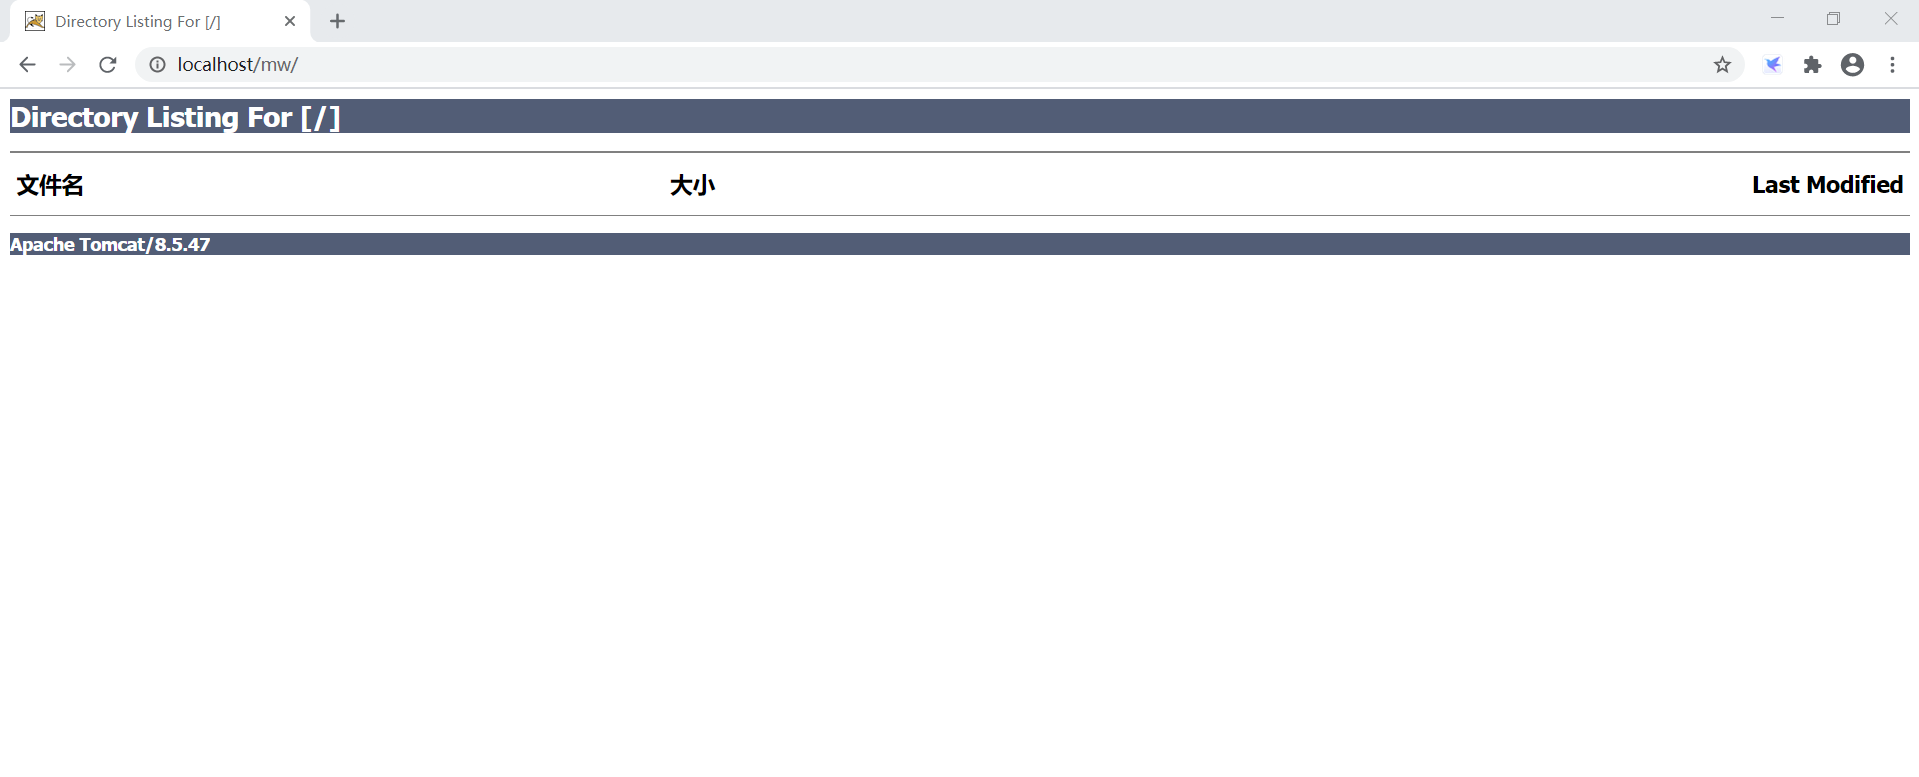 Directory Listing For [/]
localhost/mw/
Directory Listing For [/]
文件名 大小 Last Modified
Apache Tomcat/8.5.47